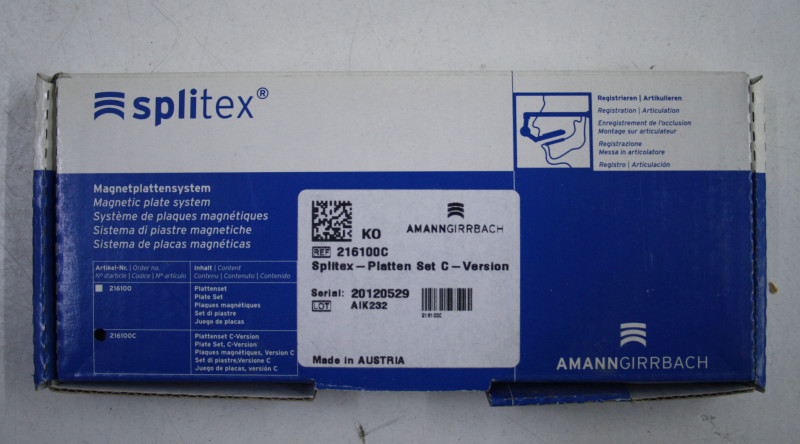 splitex®
Registrieren | Artikulieren
Registration | Articulation
Enregistrement de l'occlusion
Montage sur articulateur
Registrazione
Messa in articolatore
Registro | Articulación
Magnetplattensystem
Magnetic plate system
Système de plaques magnétiques
Sistema di piastre magnetiche
Sistema de placas magnéticas
Artikel-Nr. | Order no.
N° d'article | Codice | N° artículo
Inhalt | Content
Contenu | Contenuto | Contenido
216100
Plattenset
Plate Set
Plaques magnétiques
Set di piastre
Juego de placas
216100C
Plattenset C-Version
Plate Set, C-Version
Plaques magnétiques, Version C
Set di piastre,Versione C
Juego de placas, versión C
KO
AMANNGIRRBACH
REF 216100C
Splitex-Platten Set C-Version
Serial: 20120529
LOT AIK232
216100C
Made in AUSTRIA
AMANNGIRRBACH